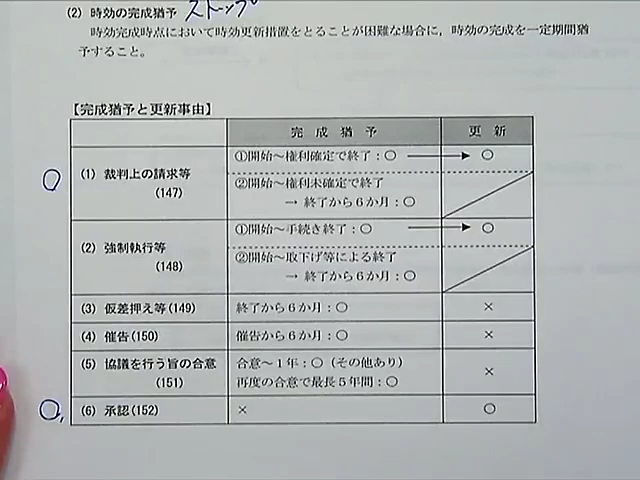 (2) 時効の完成猶予 ストップ
時効完成時点において時効更新措置をとることが困難な場合に，時効の完成を一定期間猶
予すること。
【完成猶予と更新事由】
完成猶予 更新
(1) 裁判上の請求等
(147)
①開始～権利確定で終了：○ → ○
②開始～権利未確定で終了
→ 終了から6か月：○
(2) 強制執行等
(148)
①開始～手続き終了：○ → ○
②開始～取下げ等による終了
→ 終了から6か月：○
(3) 仮差押え等(149) 終了から6か月：○ ×
(4) 催告(150) 催告から6か月：○ ×
(5) 協議を行う旨の合意
(151)
合意～1年：○（その他あり）
再度の合意で最長5年間：○
×
(6) 承認(152) × ○